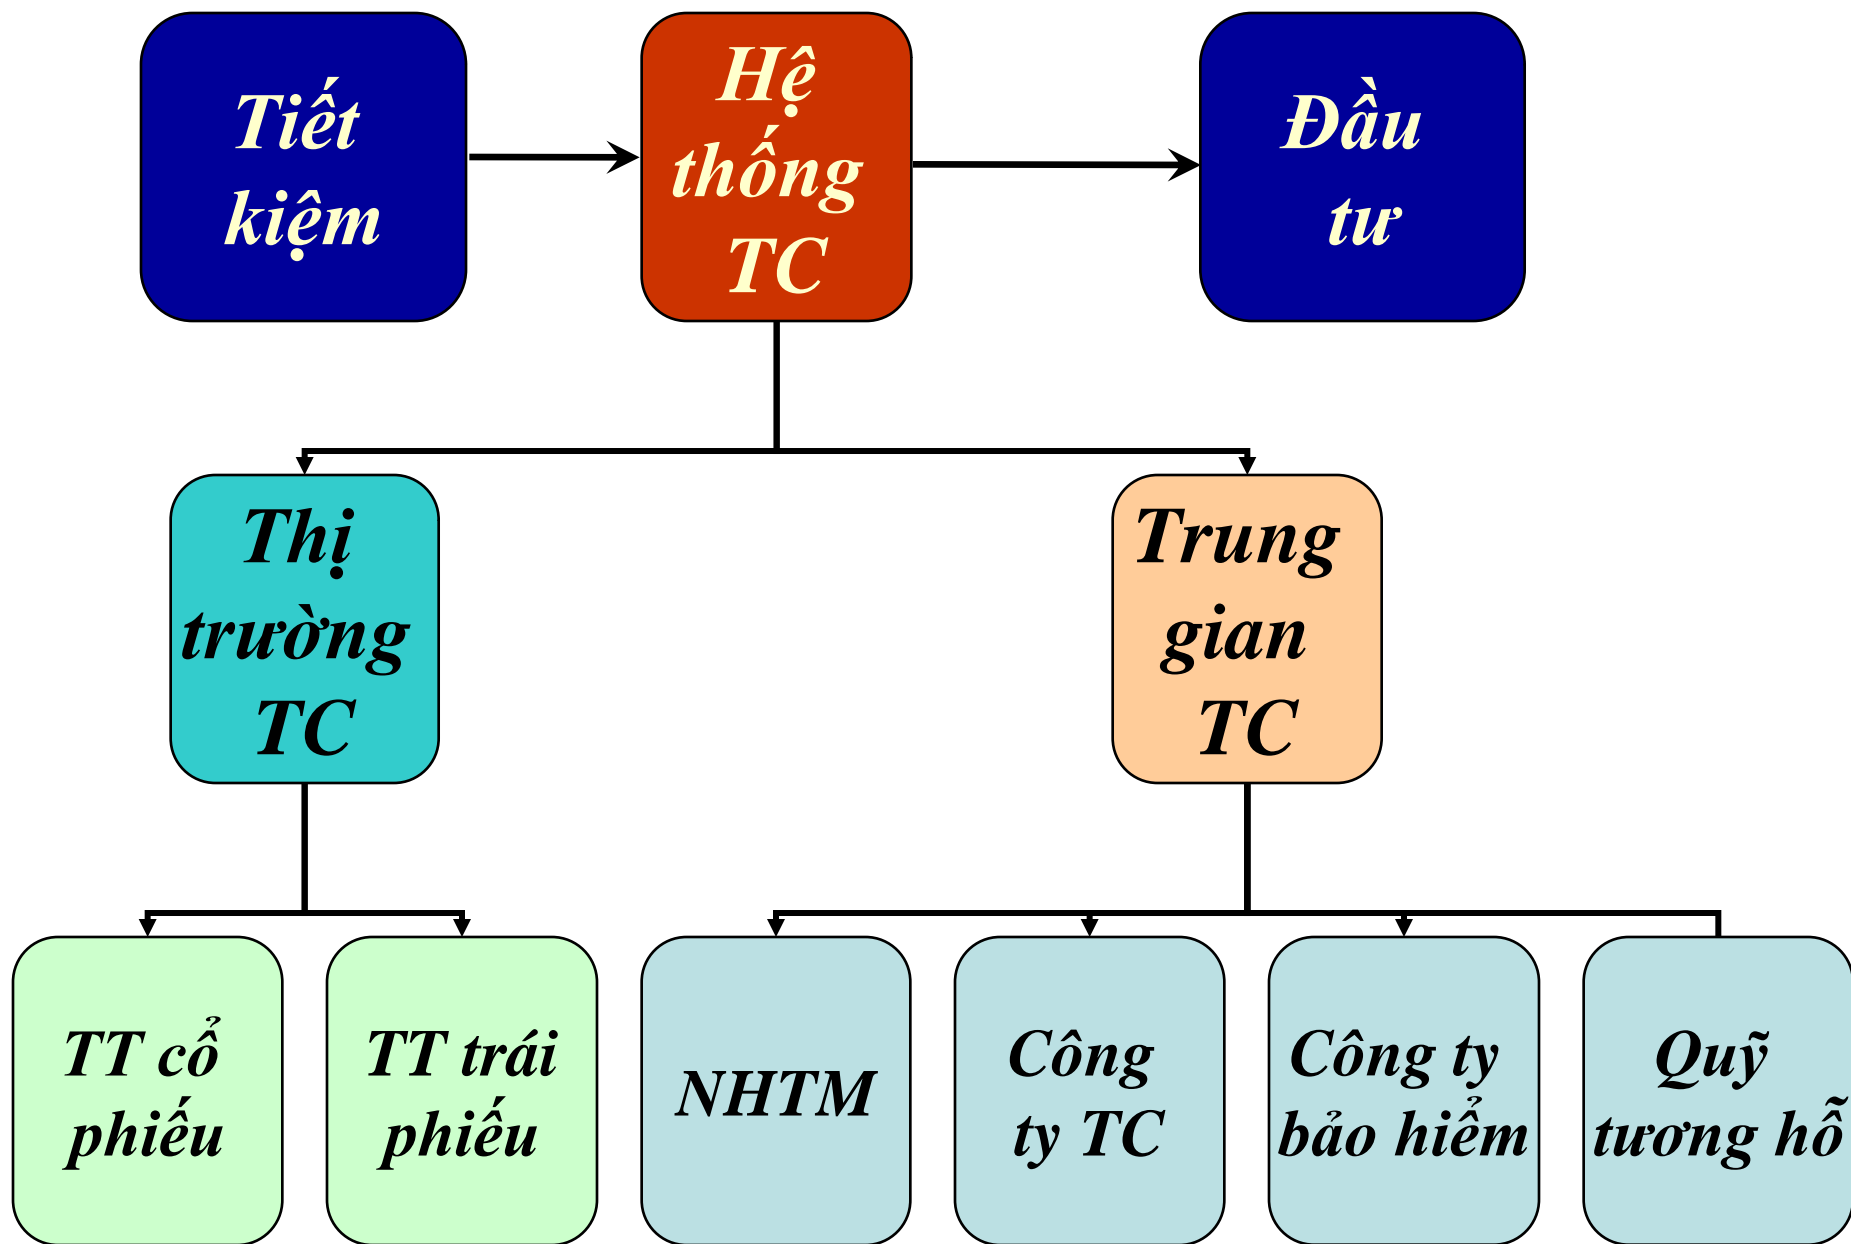 Tiết
kiệm
Hệ
thống
TC
Đầu
tư
Thị
trường
TC
Trung
gian
TC
TT cổ
phiếu
TT trái
phiếu
NHTM
Công
ty TC
Công ty
bảo hiểm
Quỹ
tương hỗ